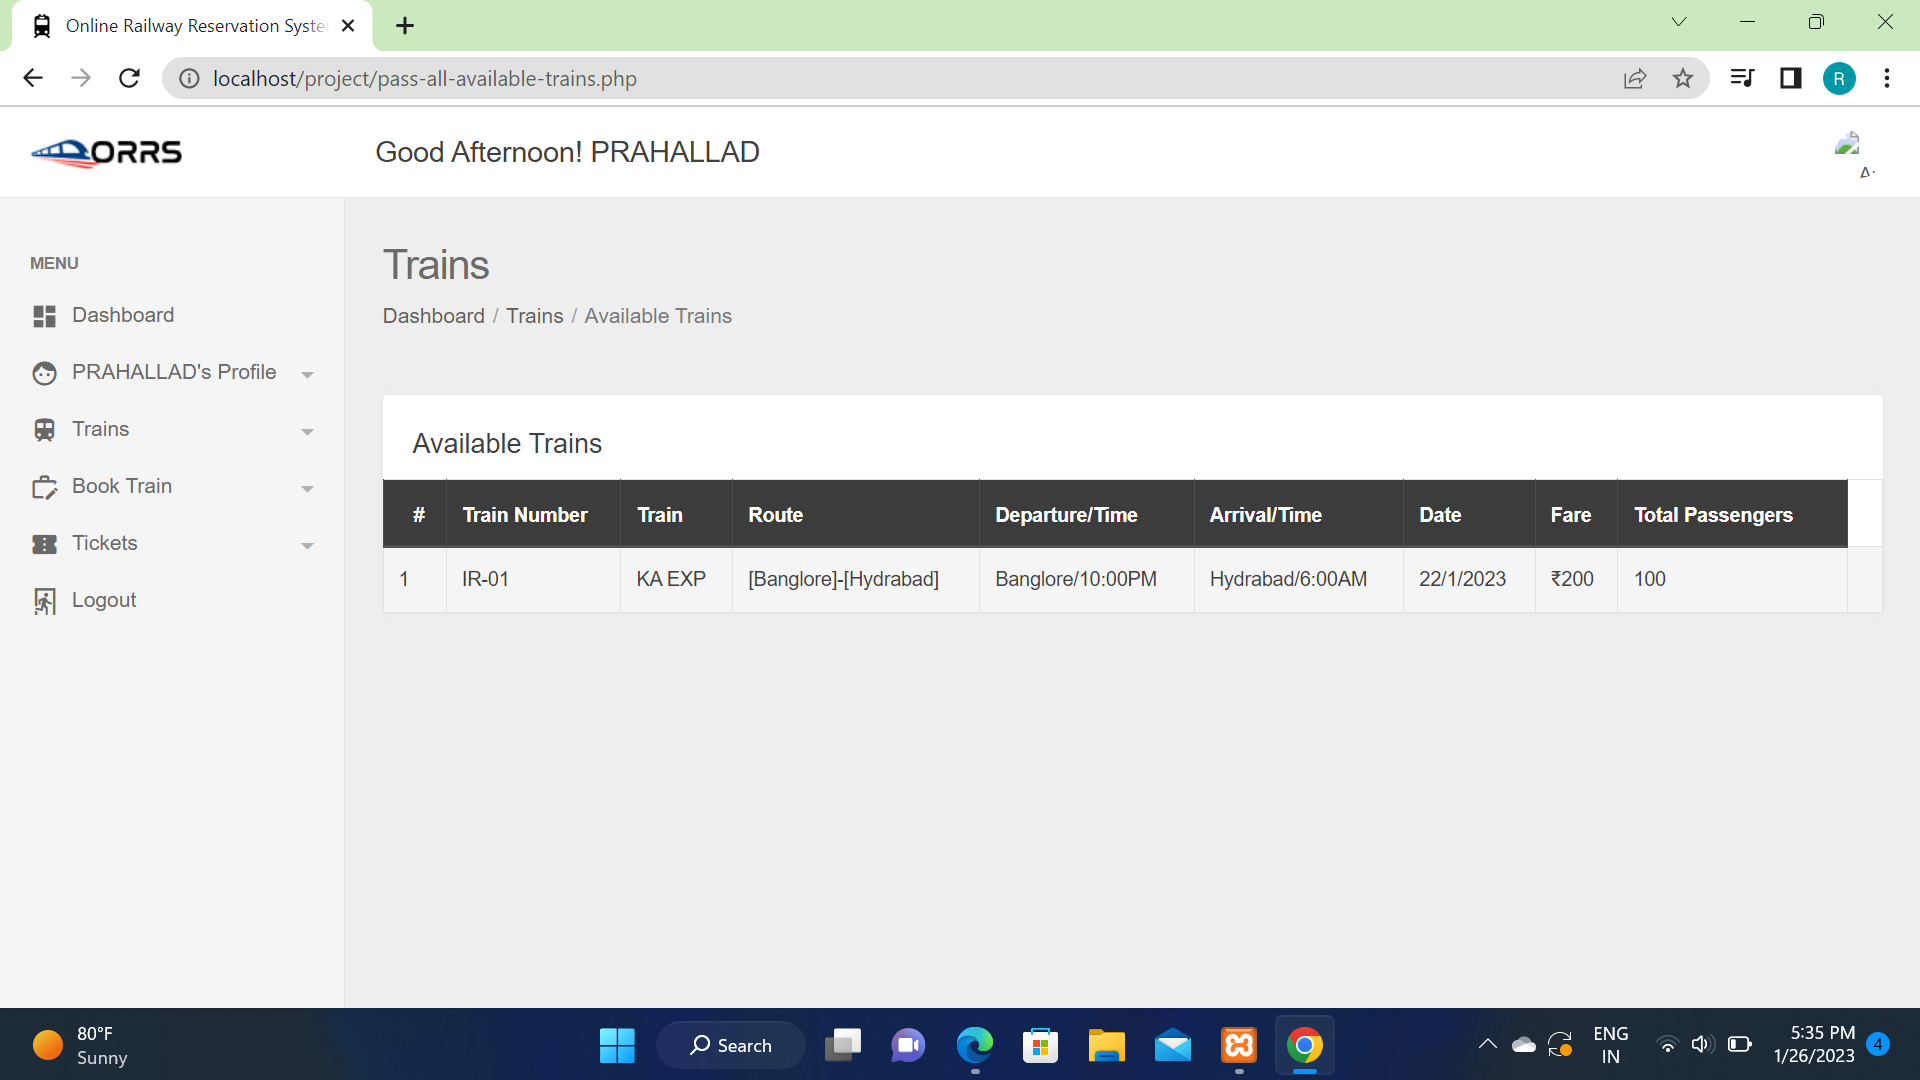 Online Railway Reservation Syste
localhost/project/pass-all-available-trains.php
R
ORRS
Good Afternoon! PRAHALLAD
MENU
Dashboard
PRAHALLAD's Profile
Trains
Book Train
Tickets
Logout
Trains
Dashboard / Trains / Available Trains
Available Trains
# Train Number Train Route Departure/Time Arrival/Time Date Fare Total Passengers
1 IR-01 KA EXP [Banglore]-[Hydrabad] Banglore/10:00PM Hydrabad/6:00AM 22/1/2023 ₹200 100
80°F
Sunny
Search
ENG
IN
5:35 PM
1/26/2023
4